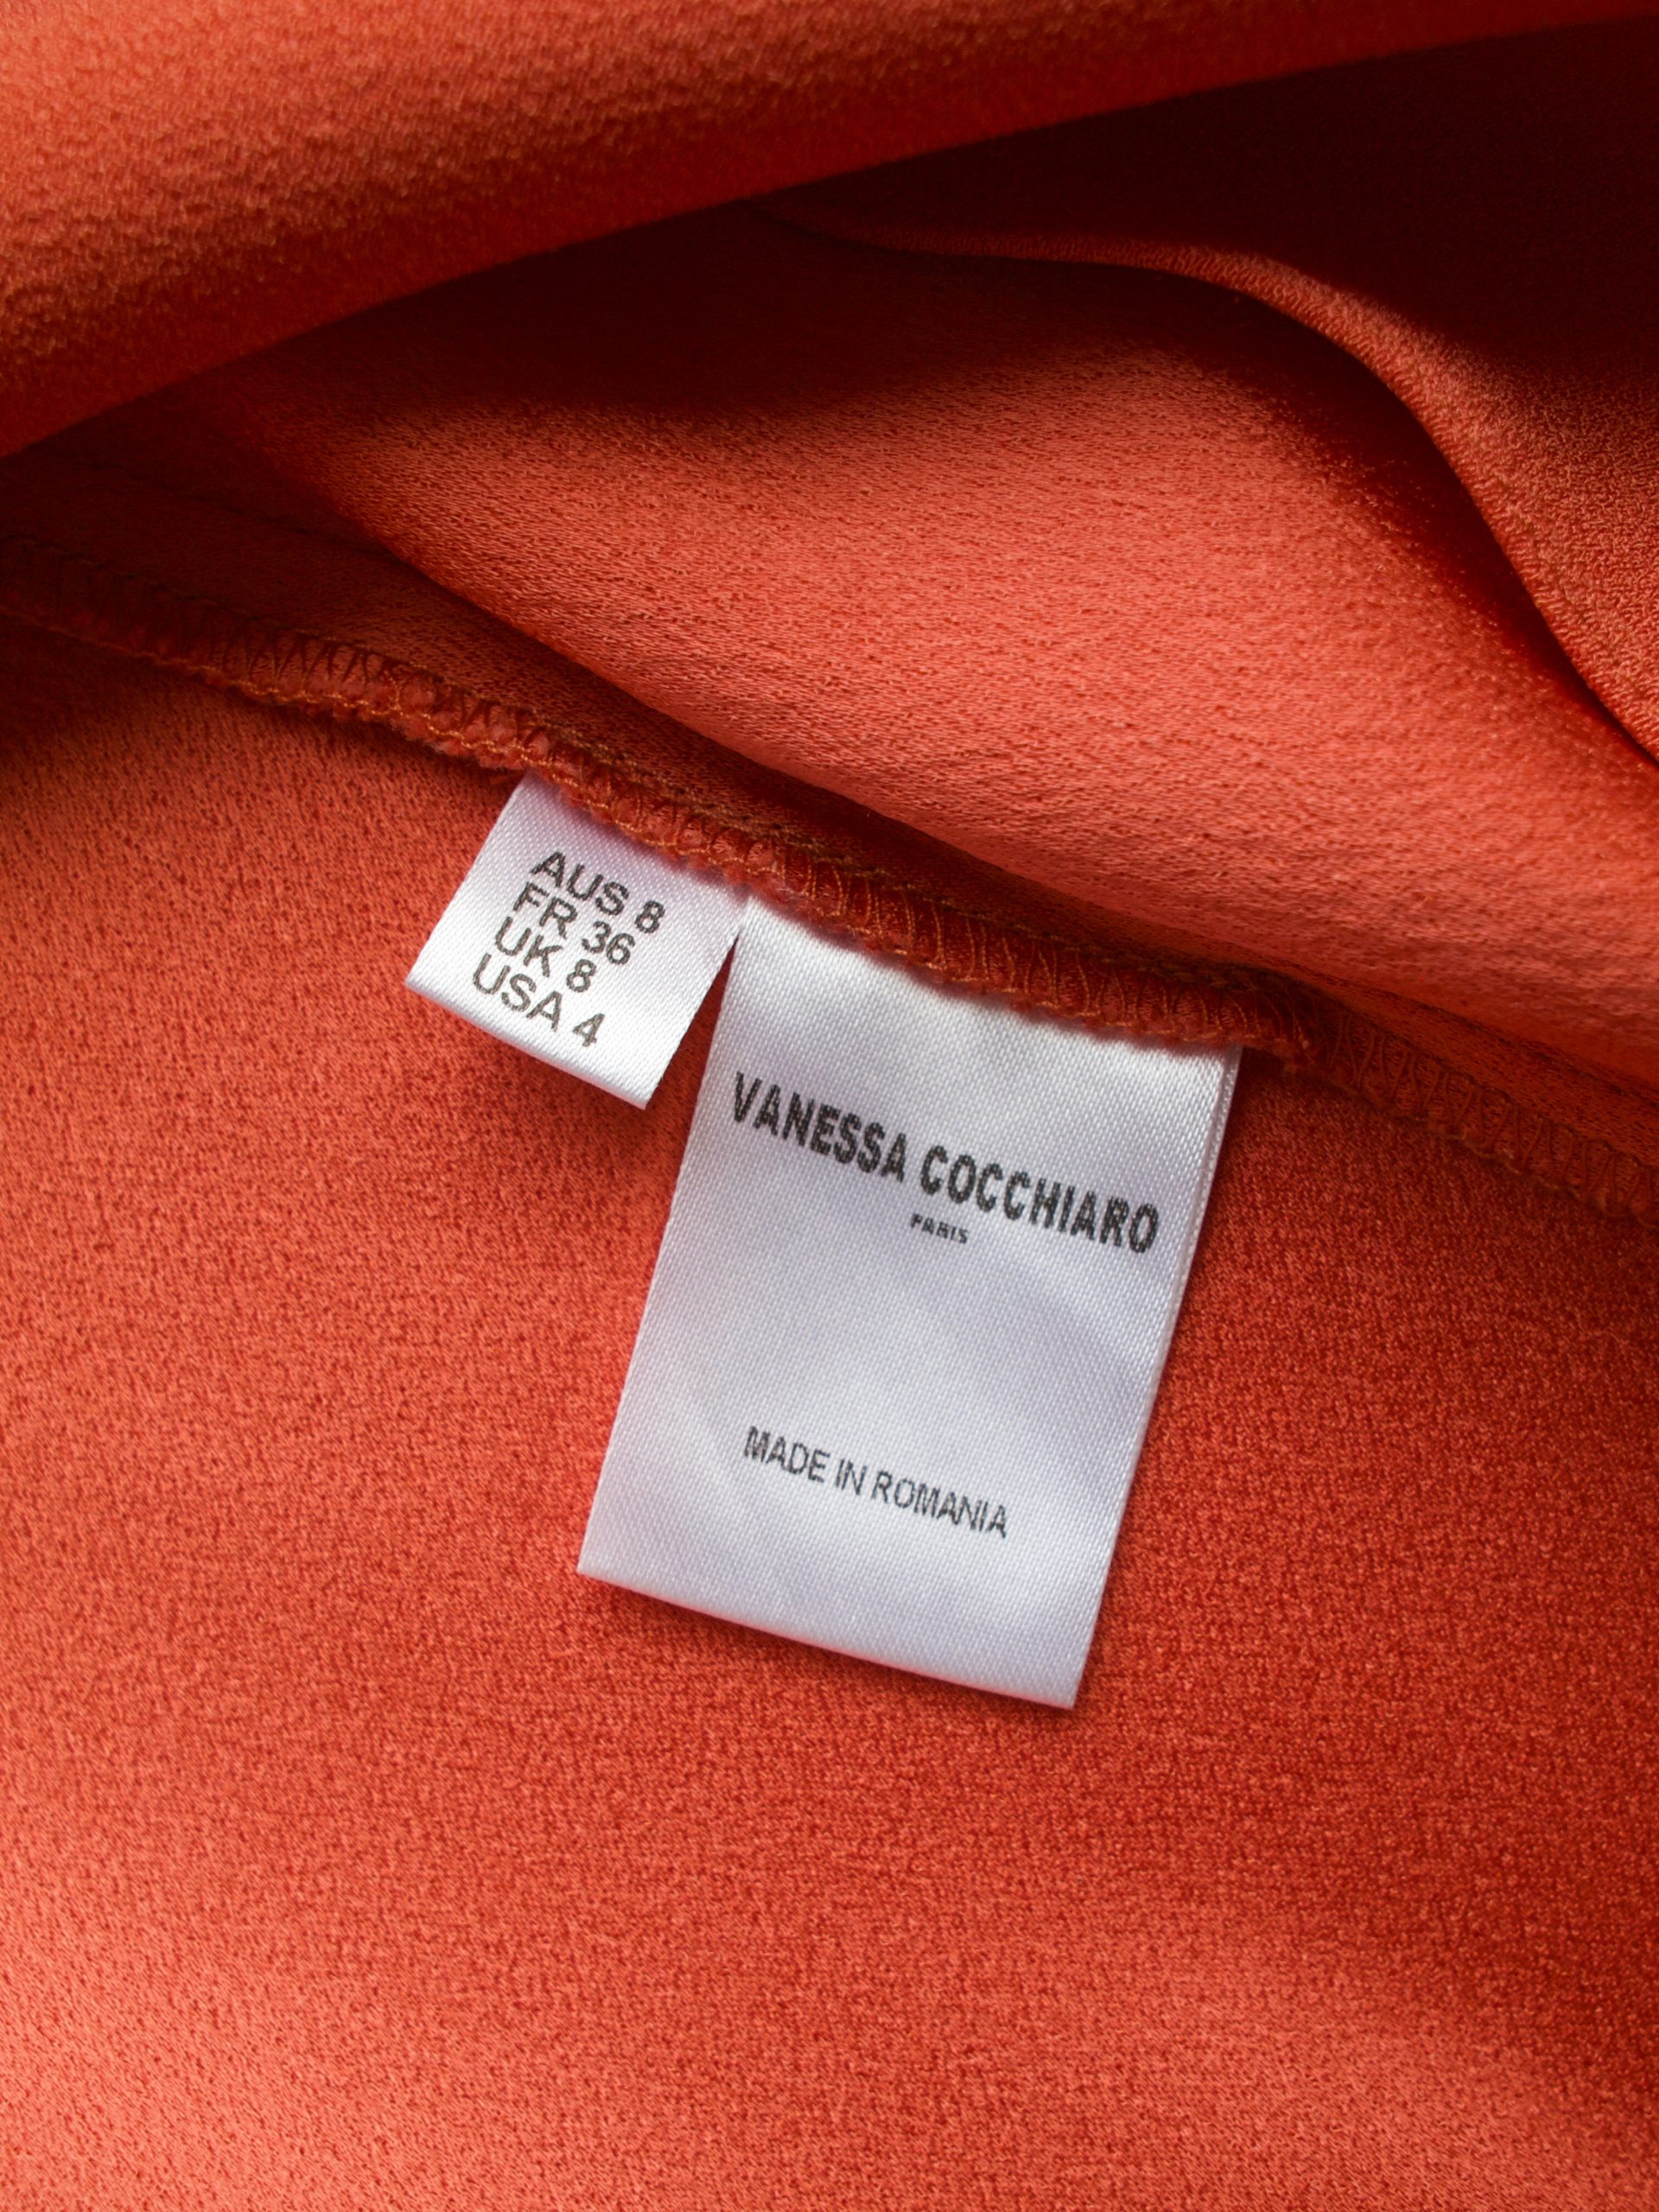 AUS 8
FR 36
UK 8
USA 4
VANESSA COCCHIARO
PARIS
MADE IN ROMANIA